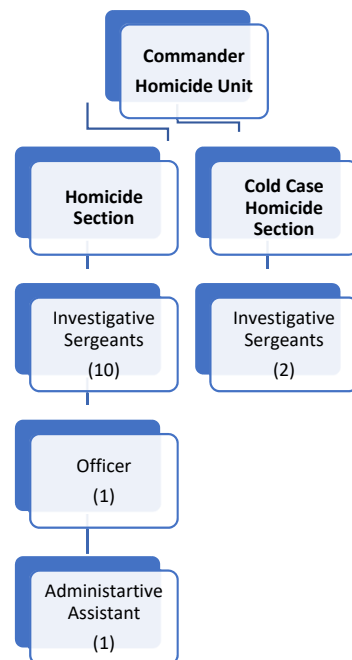 Commander
Homicide Unit
Homicide
Section
Cold Case
Homicide
Section
Investigative
Sergeants
(10)
Investigative
Sergeants
(2)
Officer
(1)
Administartive
Assistant
(1)